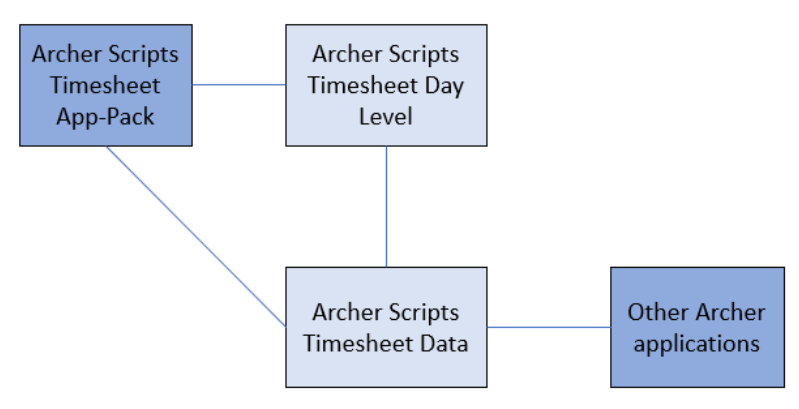 Archer Scripts
Timesheet
App-Pack
Archer Scripts
Timesheet Day
Level
Archer Scripts
Timesheet Data
Other Archer
applications